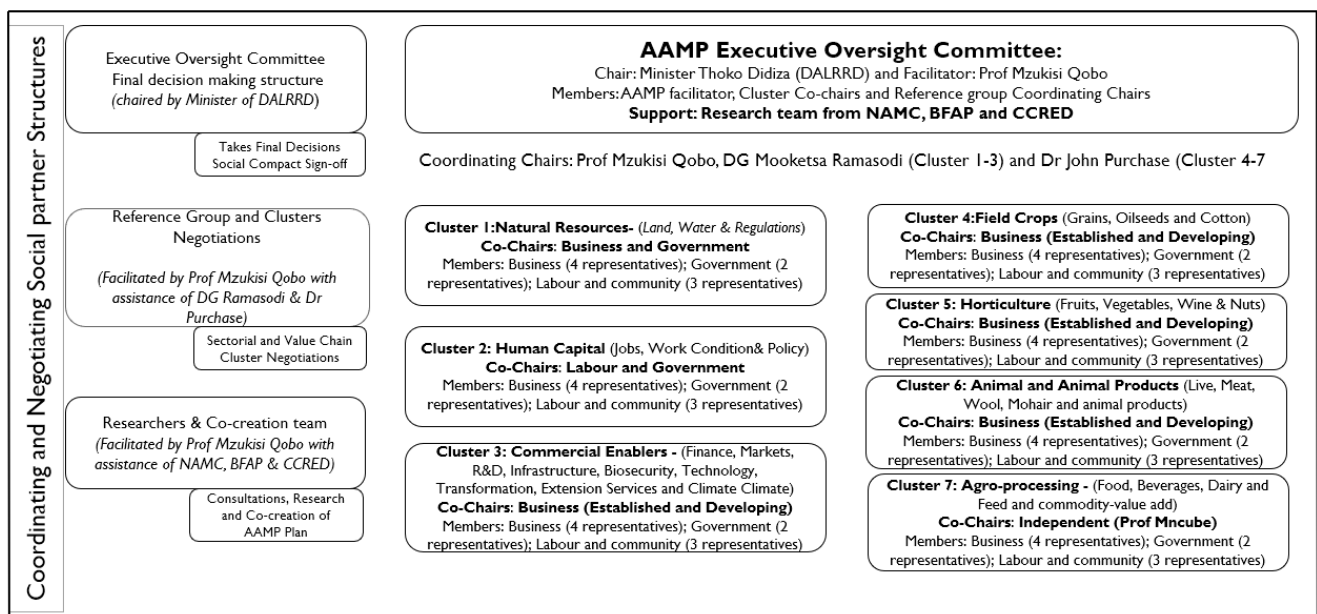 Coordinating and Negotiating Social partner Structures
Executive Oversight Committee
Final decision making structure
(chaired by Minister of DALRRD)
Takes Final Decisions
Social Compact Sign-off
Reference Group and Clusters
Negotiations
(Facilitated by Prof Mzukisi Qobo with
assistance of DG Ramasodi & Dr
Purchase)
Sectorial and Value Chain
Cluster Negotiations
Researchers & Co-creation team
(Facilitated by Prof Mzukisi Qobo with
assistance of NAMC, BFAP & CCRED)
Consultations, Research
and Co-creation of
AAMP Plan
AAMP Executive Oversight Committee:
Chair: Minister Thoko Didiza (DALRRD) and Facilitator: Prof Mzukisi Qobo
Members: AAMP facilitator, Cluster Co-chairs and Reference group Coordinating Chairs
Support: Research team from NAMC, BFAP and CCRED
Coordinating Chairs: Prof Mzukisi Qobo, DG Mooketsa Ramasodi (Cluster 1-3) and Dr John Purchase (Cluster 4-7
Cluster 1:Natural Resources- (Land, Water & Regulations)
Co-Chairs: Business and Government
Members: Business (4 representatives); Government (2
representatives); Labour and community (3 representatives)
Cluster 2: Human Capital (Jobs, Work Condition& Policy)
Co-Chairs: Labour and Government
Members: Business (4 representatives); Government (2
representatives); Labour and community (3 representatives)
Cluster 3: Commercial Enablers - (Finance, Markets,
R&D, Infrastructure, Biosecurity, Technology,
Transformation, Extension Services and Climate Climate)
Co-Chairs: Business (Established and Developing)
Members: Business (4 representatives); Government (2
representatives); Labour and community (3 representatives)
Cluster 4:Field Crops (Grains, Oilseeds and Cotton)
Co-Chairs: Business (Established and Developing)
Members: Business (4 representatives); Government (2
representatives); Labour and community (3 representatives)
Cluster 5: Horticulture (Fruits, Vegetables, Wine & Nuts)
Co-Chairs: Business (Established and Developing)
Members: Business (4 representatives); Government (2
representatives); Labour and community (3 representatives)
Cluster 6: Animal and Animal Products (Live, Meat,
Wool, Mohair and animal products)
Co-Chairs: Business (Established and Developing)
Members: Business (4 representatives); Government (2
representatives); Labour and community (3 representatives)
Cluster 7: Agro-processing - (Food, Beverages, Dairy and
Feed and commodity-value add)
Co-Chairs: Independent (Prof Mncube)
Members: Business (4 representatives); Government (2
representatives); Labour and community (3 representatives)